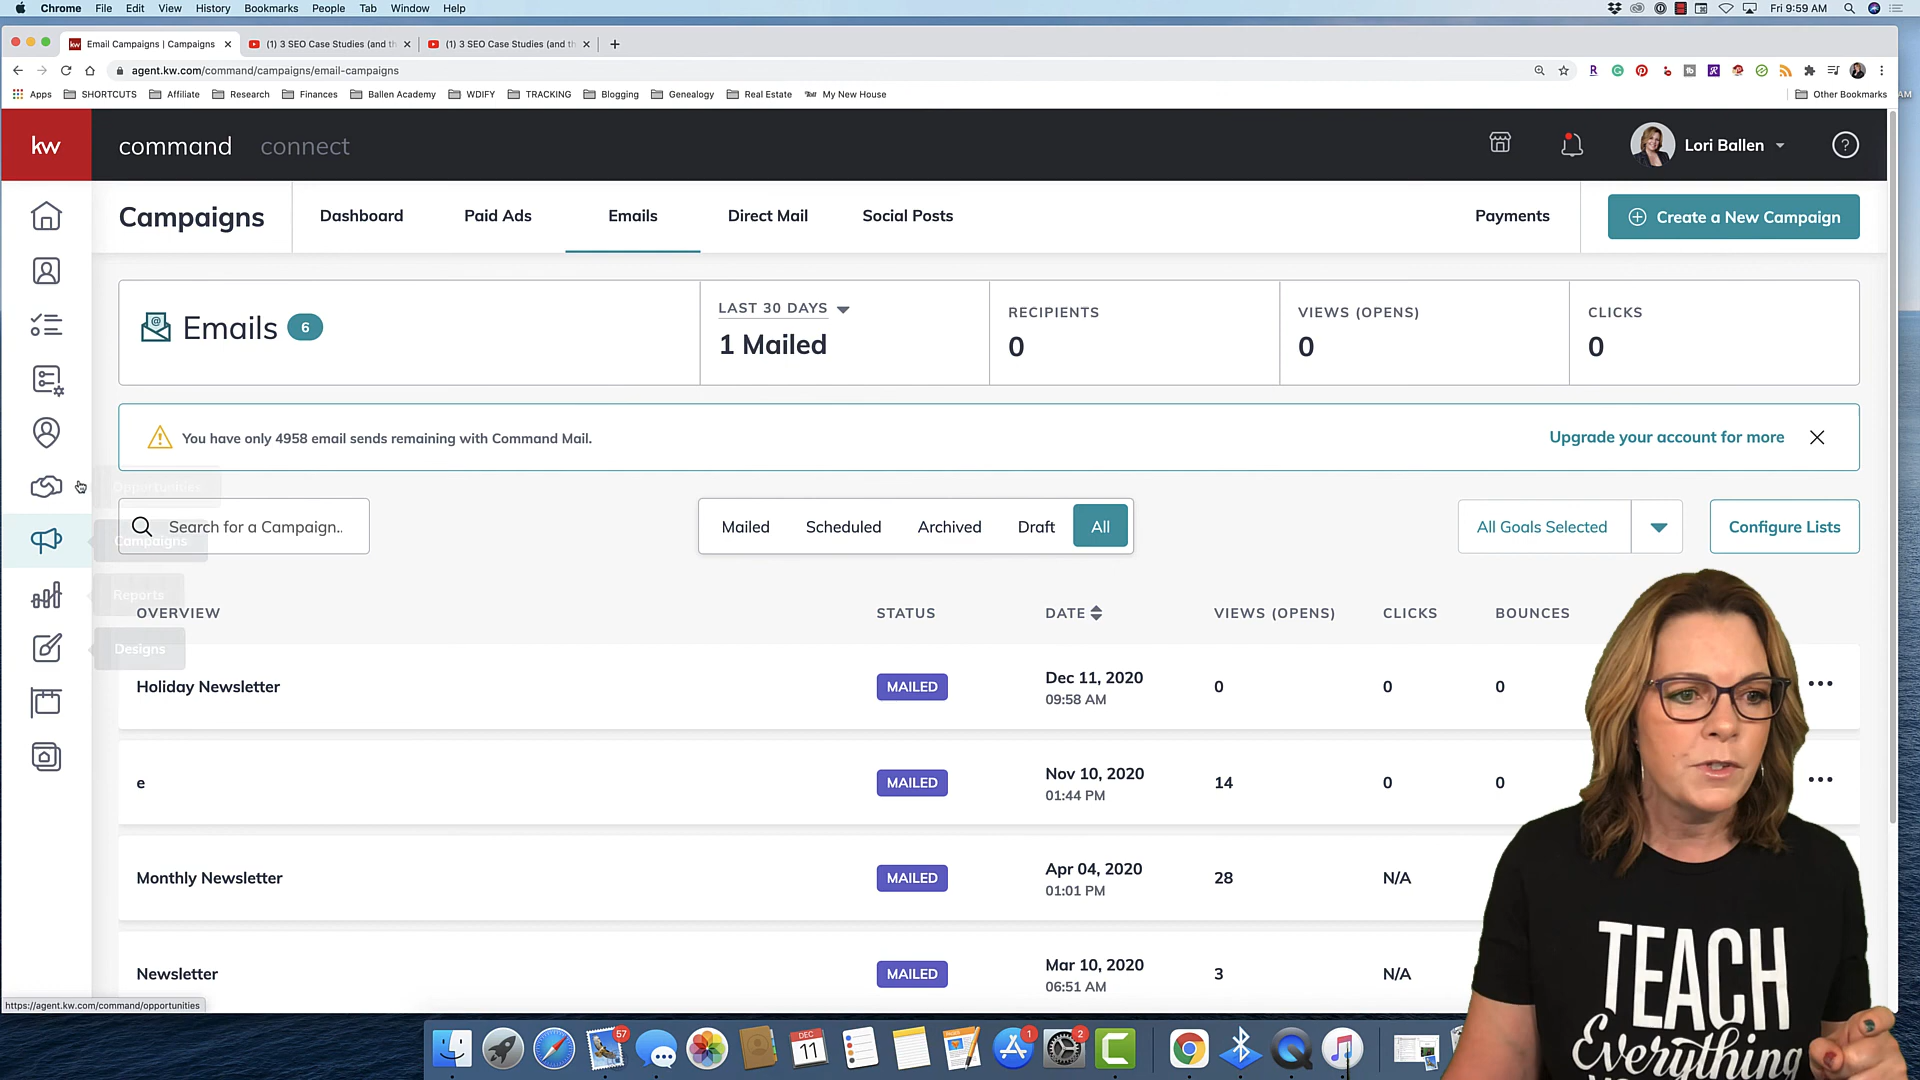 Chrome File Edit View History Bookmarks People Tab Window Help
Fri 9:59 AM
Email Campaigns | Campaigns
(1) 3 SEO Case Studies (and th
(1) 3 SEO Case Studies (and th
agent.kw.com/command/campaigns/email-campaigns
Apps SHORTCUTS Affiliate Research Finances Ballen Academy WDIFY TRACKING Blogging Genealogy Real Estate My New House Other Bookmarks
AM
kw command connect Lori Ballen ?
Campaigns Dashboard Paid Ads Emails Direct Mail Social Posts Payments Create a New Campaign
Emails 6
LAST 30 DAYS
1 Mailed
RECIPIENTS
0
VIEWS (OPENS)
0
CLICKS
0
You have only 4958 email sends remaining with Command Mail. Upgrade your account for more
Opportunities
Search for a Campaign.. Mailed Scheduled Archived Draft All All Goals Selected Configure Lists
Campaigns
Reports
OVERVIEW STATUS DATE VIEWS (OPENS) CLICKS BOUNCES
Designs
Holiday Newsletter MAILED Dec 11, 2020 09:58 AM 0 0 0
e MAILED Nov 10, 2020 01:44 PM 14 0 0
Monthly Newsletter MAILED Apr 04, 2020 01:01 PM 28 N/A
Newsletter MAILED Mar 10, 2020 06:51 AM 3 N/A
https://agent.kw.com/command/opportunities
57
DEC
11
1
2
TEACH
Everything